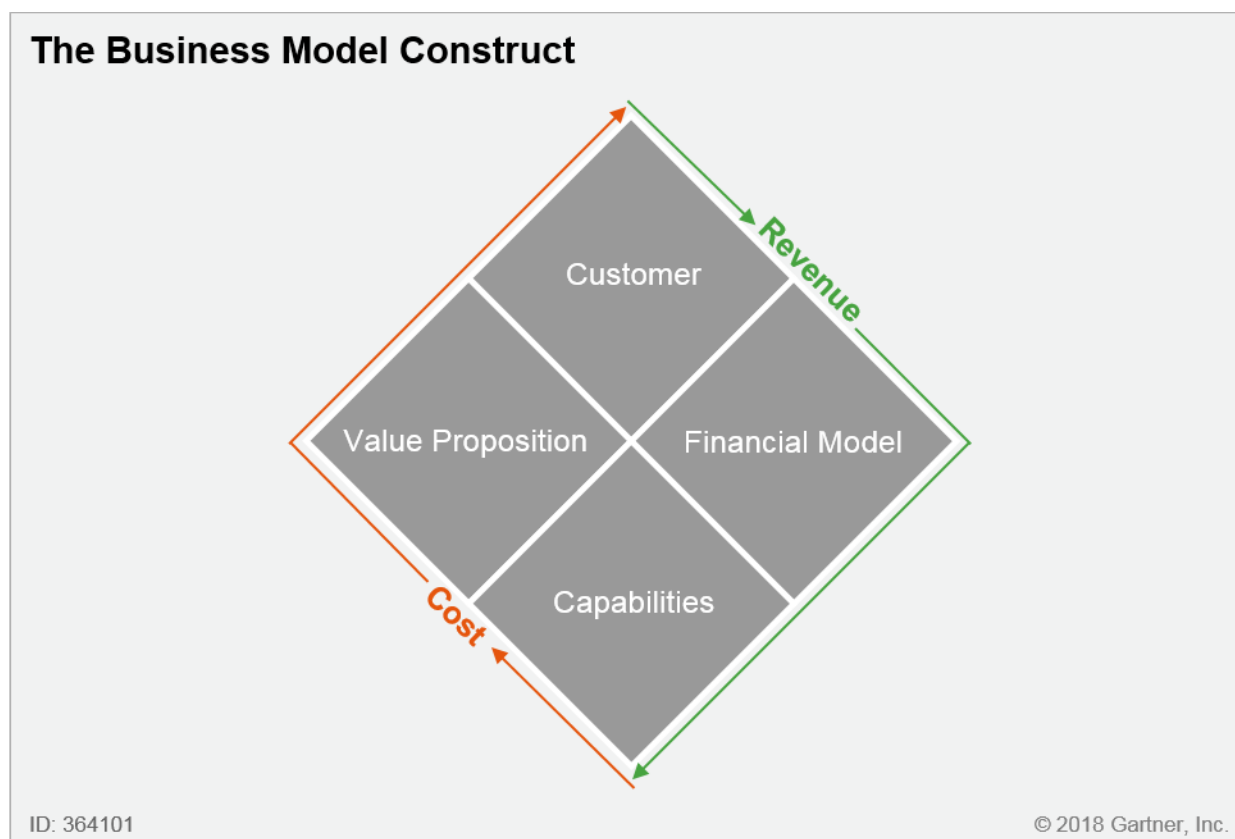 The Business Model Construct
Revenue
Customer
Value Proposition
Financial Model
Capabilities
Cost
ID: 364101
© 2018 Gartner, Inc.